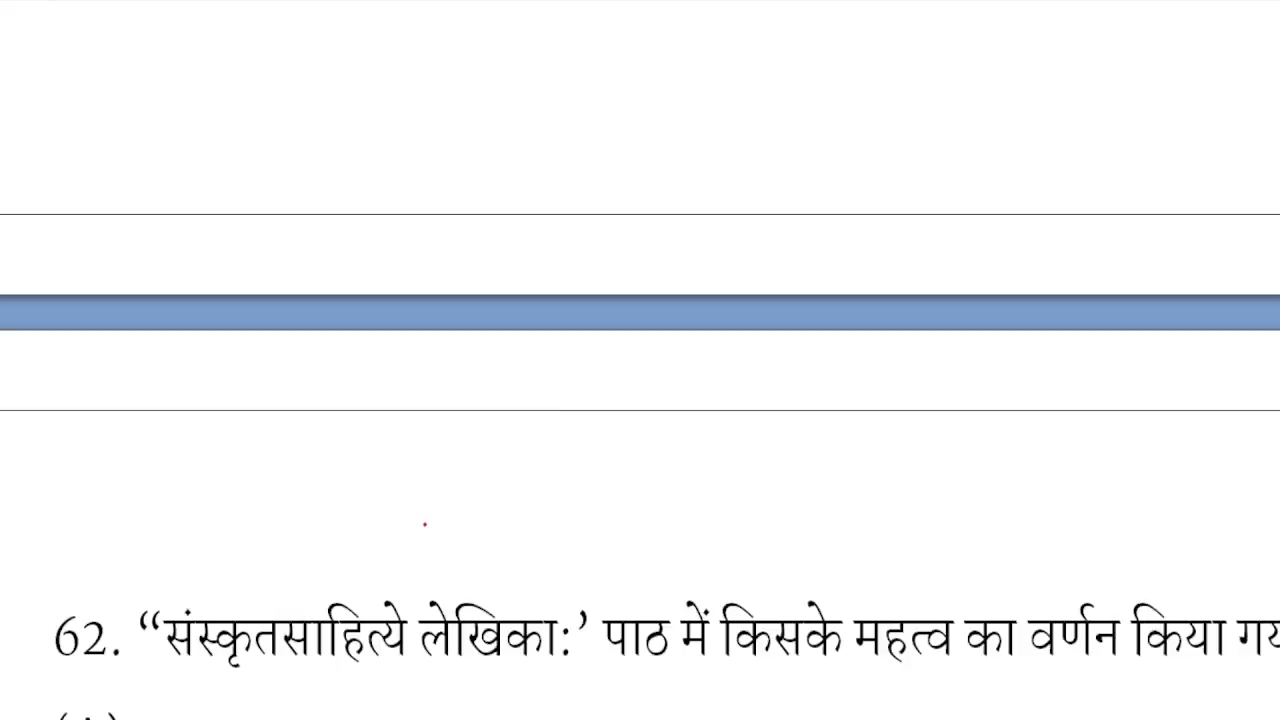 62. “संस्कृतसाहित्ये लेखिका:’ पाठ में किसके महत्व का वर्णन किया